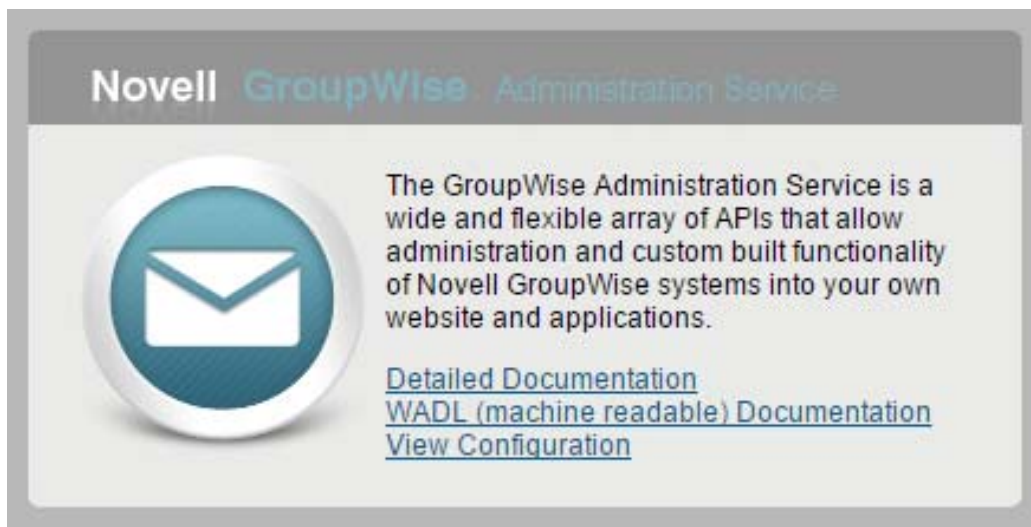 Novell GroupWise Administration Service
The GroupWise Administration Service is a
wide and flexible array of APIs that allow
administration and custom built functionality
of Novell GroupWise systems into your own
website and applications.
Detailed Documentation
WADL (machine readable) Documentation
View Configuration